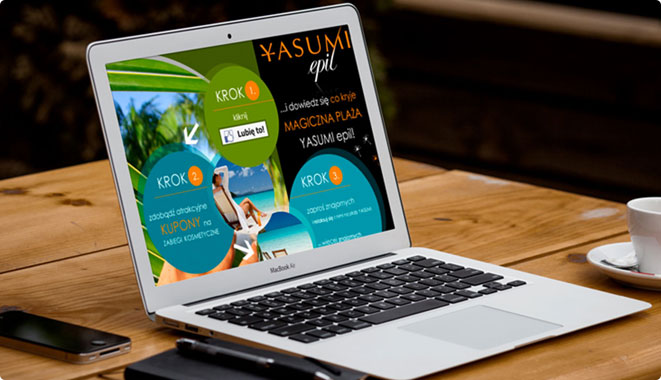 YASUMI
epil
KROK 1.
kliknij
Lubię to!
...i dowiedz się co kryje
MAGICZNA PLAŻA
YASUMI epil!
KROK 2.
zdobądź atrakcyjne
KUPONY na
ZABIEGI KOSMETYCZNE
KROK 3.
zaproś znajomych
MacBook Air